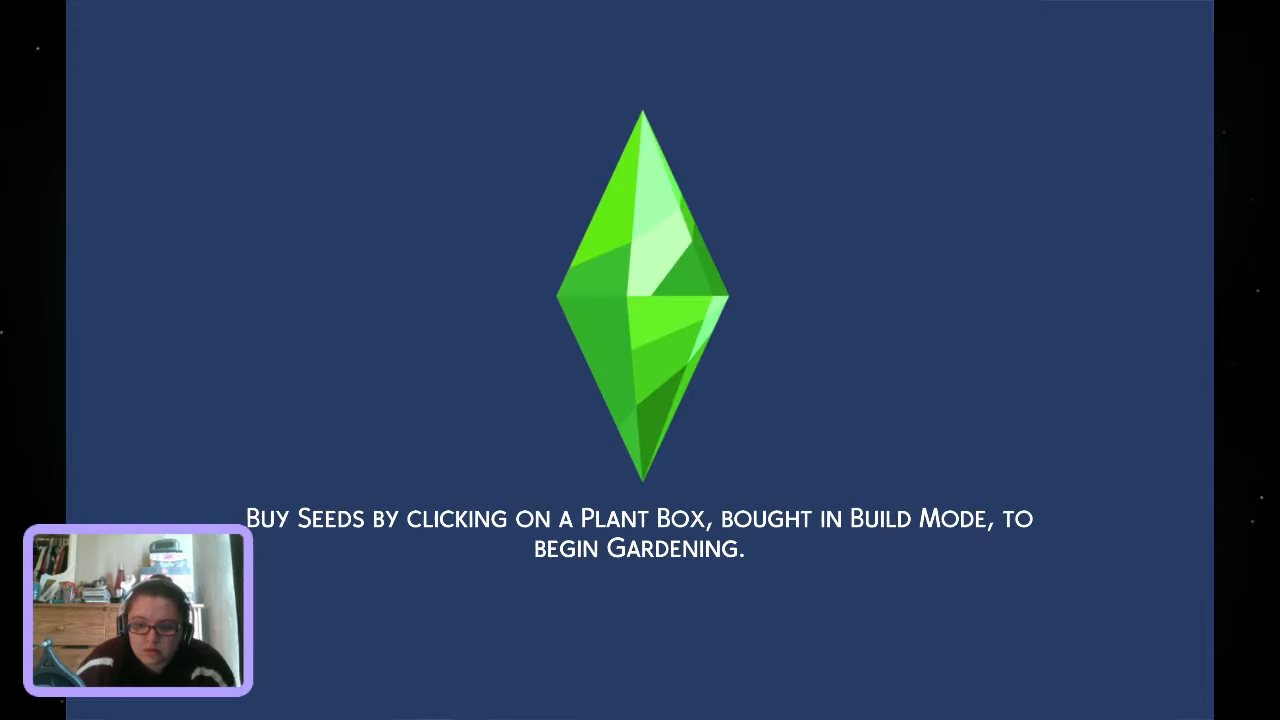 Buy Seeds by clicking on a Plant Box, bought in Build Mode, to
begin Gardening.